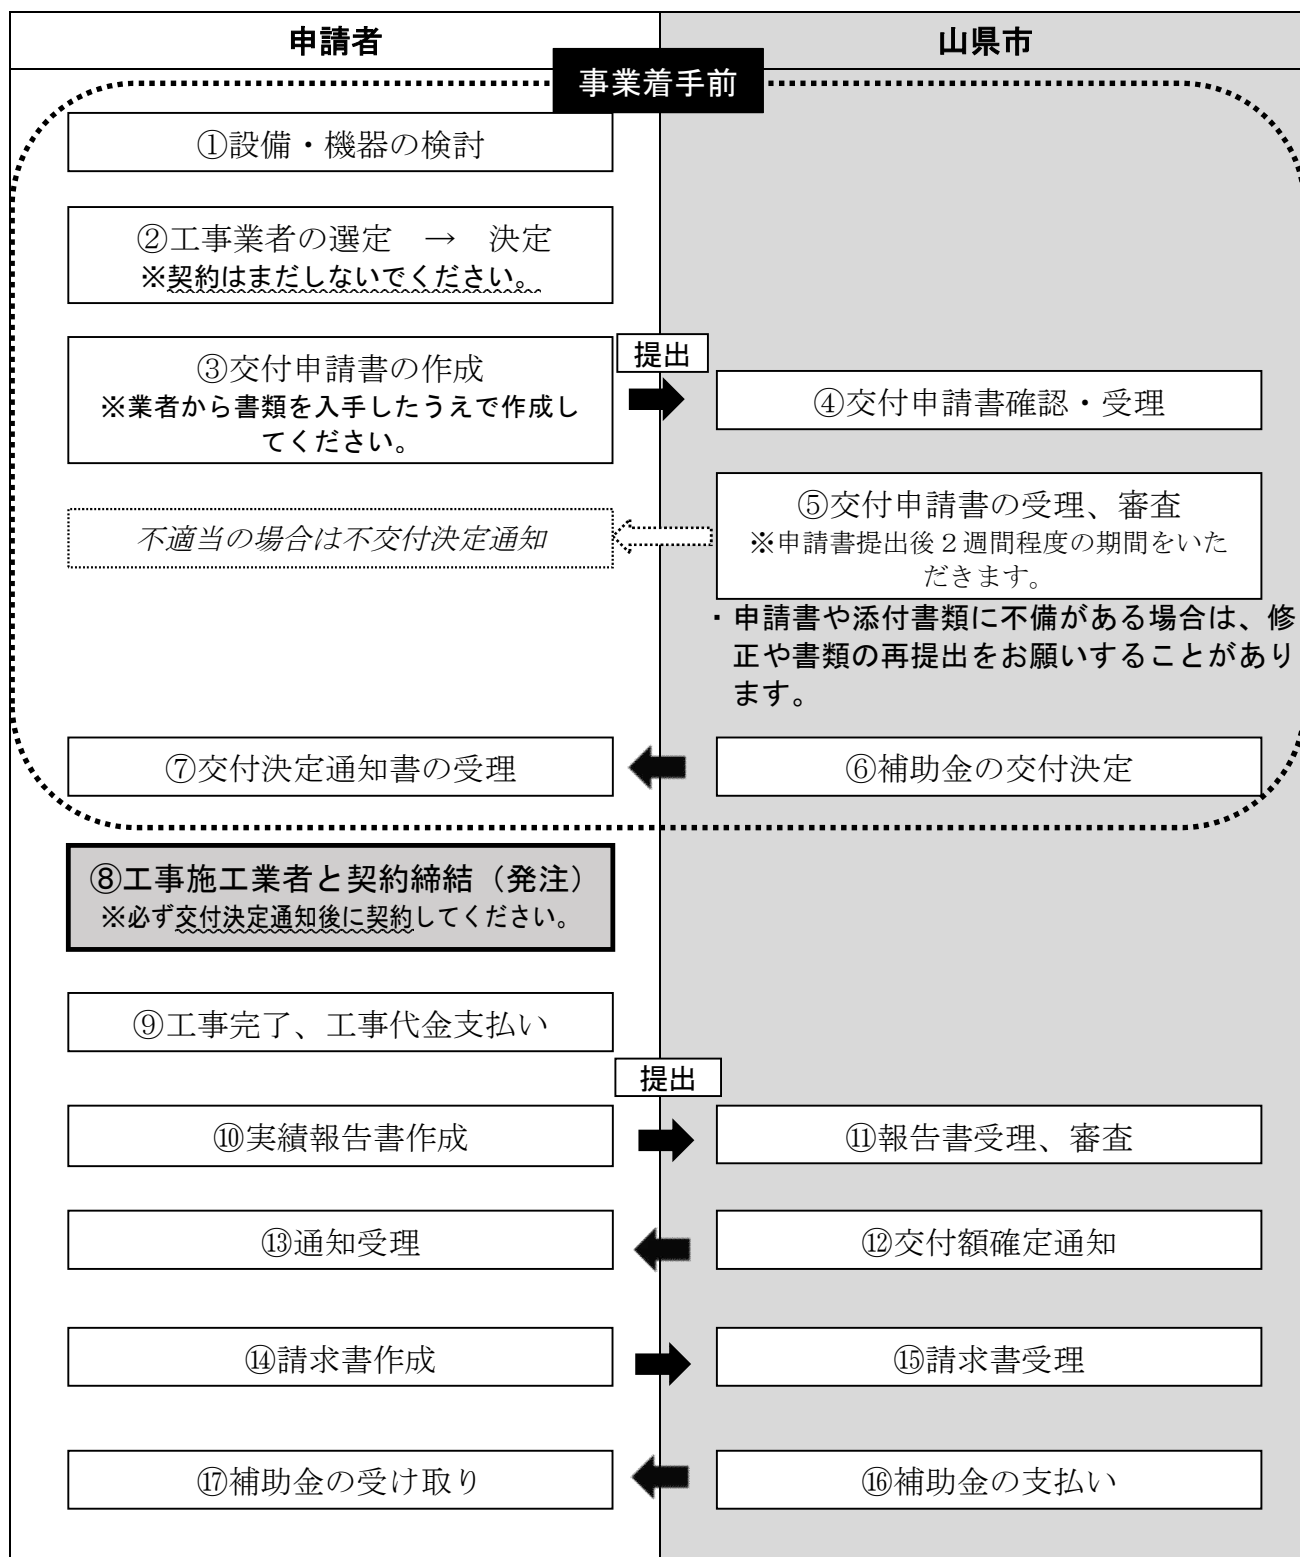 申請者
山県市
事業着手前
①設備・機器の検討
②工事業者の選定　→　決定
※契約はまだしないでください。
③交付申請書の作成
※業者から書類を入手したうえで作成し
てください。
提出
④交付申請書確認・受理
⑤交付申請書の受理、審査
※申請書提出後２週間程度の期間をいた
だきます。
不適当の場合は不交付決定通知
・申請書や添付書類に不備がある場合は、修
正や書類の再提出をお願いすることがあり
ます。
⑥補助金の交付決定
⑦交付決定通知書の受理
⑧工事施工業者と契約締結（発注）
※必ず交付決定通知後に契約してください。
⑨工事完了、工事代金支払い
提出
⑩実績報告書作成
⑪報告書受理、審査
⑫交付額確定通知
⑬通知受理
⑭請求書作成
⑮請求書受理
⑯補助金の支払い
⑰補助金の受け取り